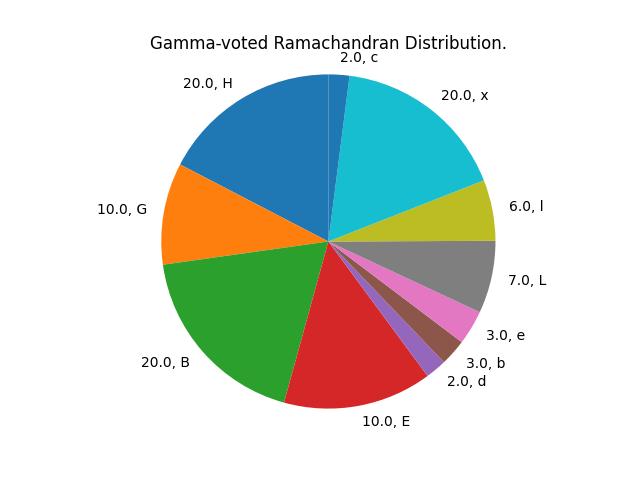 Gamma-voted Ramachandran Distribution.
2.0, c
20.0, H
20.0, x
10.0, G
6.0, l
7.0, L
3.0, e
20.0, B
3.0, b
2.0, d
10.0, E